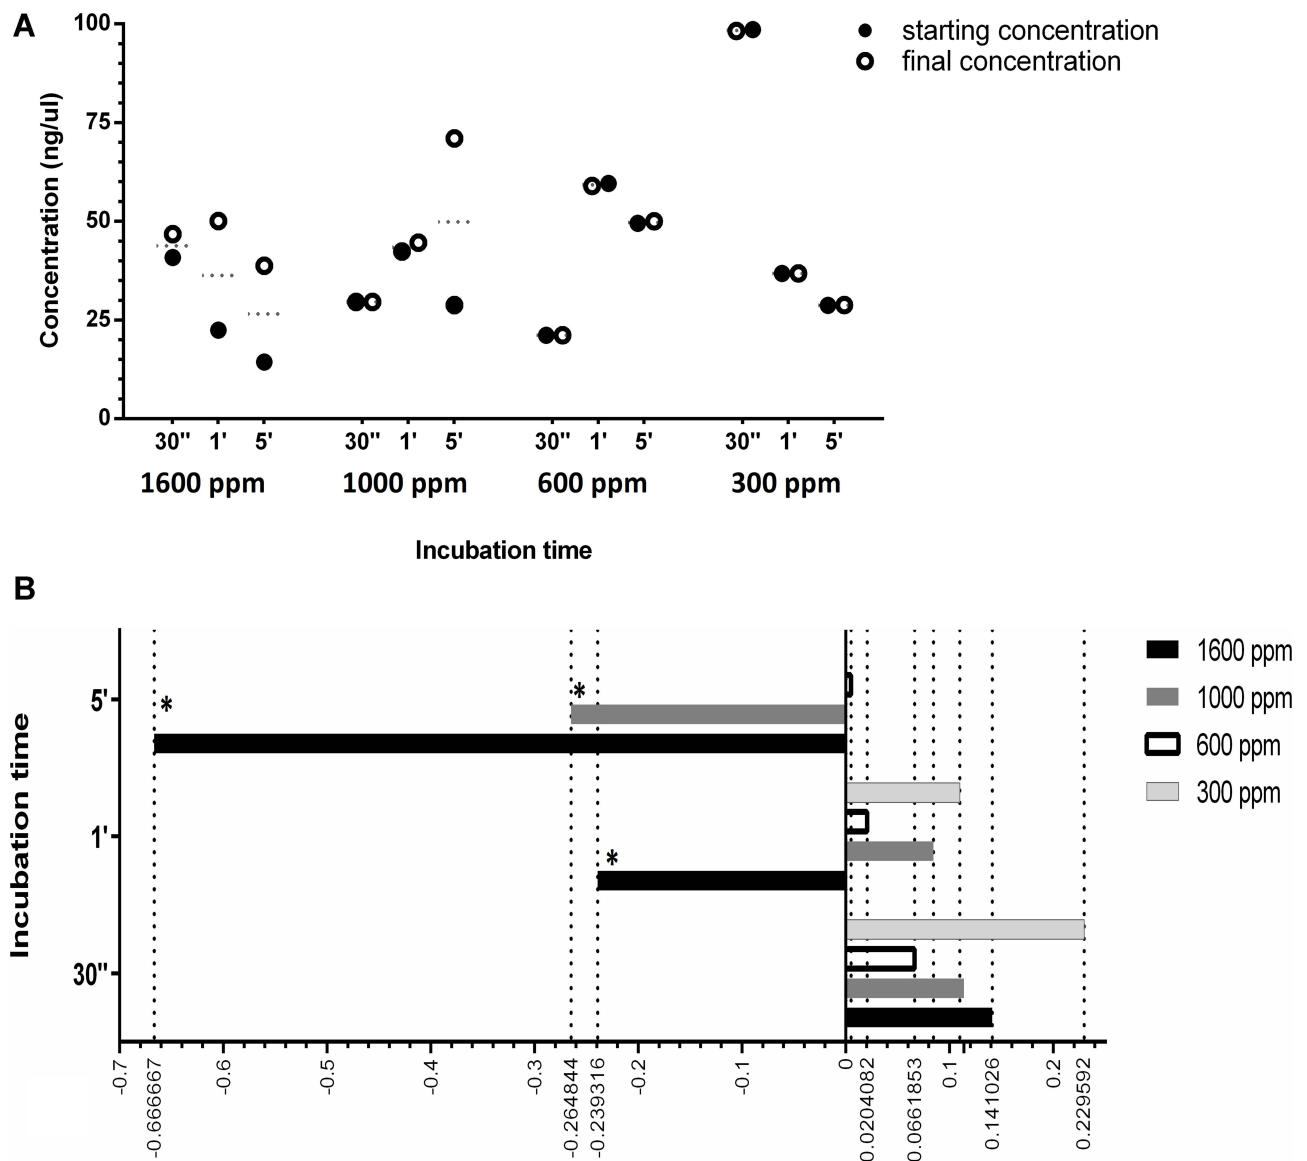 A
100
75
50
25
0
Concentration (ng/ul)
starting concentration
final concentration
30" 1' 5' 30" 1' 5' 30" 1' 5' 30" 1' 5'
1600 ppm 1000 ppm 600 ppm 300 ppm
Incubation time
B
Incubation time
5'
1'
30"
*
*
*
1600 ppm
1000 ppm
600 ppm
300 ppm
-0.7 -0.6 -0.5 -0.4 -0.3 -0.2 -0.1 0 0.1 0.2
-0.666667 -0.264844 -0.239316 0.0204082 0.0661853 0.141026 0.229592